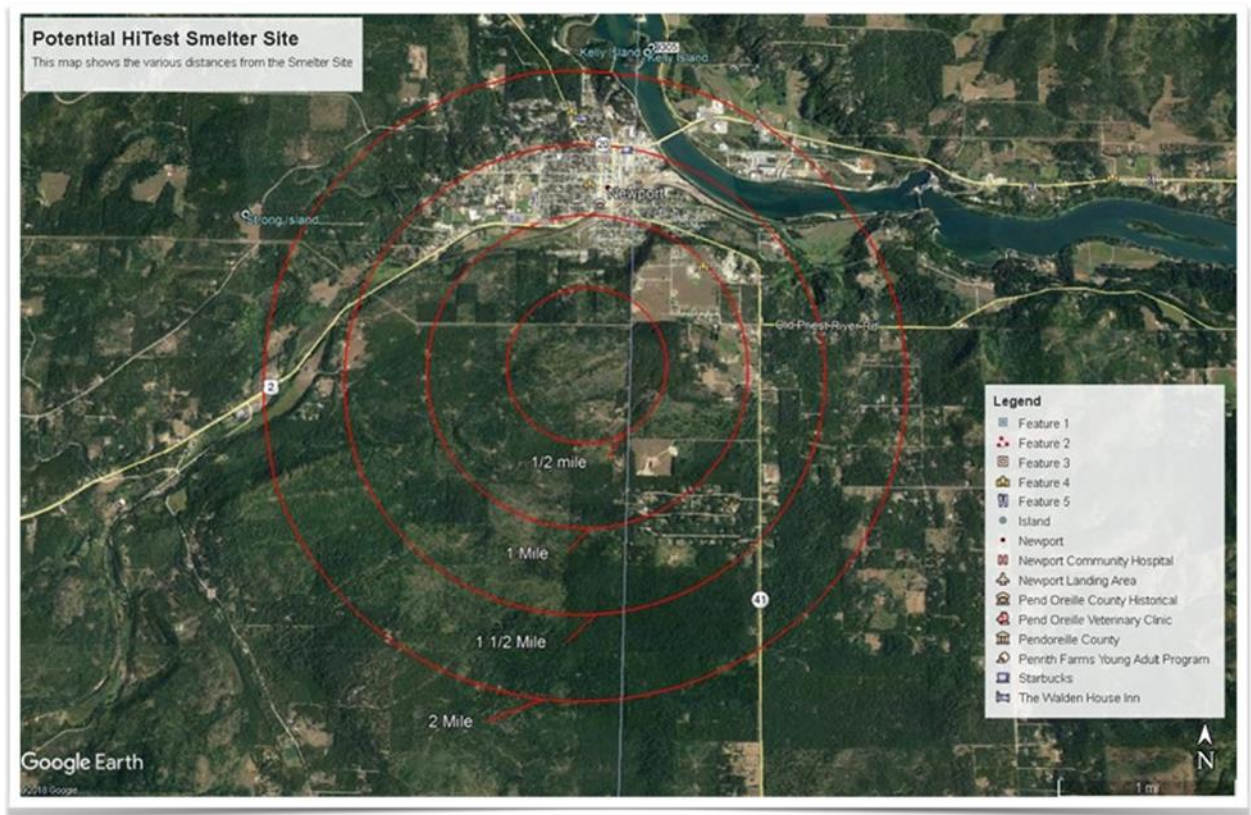 Potential HiTest Smelter Site
This map shows the various distances from the Smelter Site
Kelly Island
Kelly Island
20
Newport
Strong Island
Old Priest River Rd
2
1/2 mile
1 Mile
41
1 1/2 Mile
2 Mile
Legend
Feature 1
Feature 2
Feature 3
Feature 4
Feature 5
Island
Newport
Newport Community Hospital
Newport Landing Area
Pend Oreille County Historical
Pend Oreille Veterinary Clinic
Pendoreille County
Penrith Farms Young Adult Program
Starbucks
The Walden House Inn
N
Google Earth
©2018 Google
1 mi